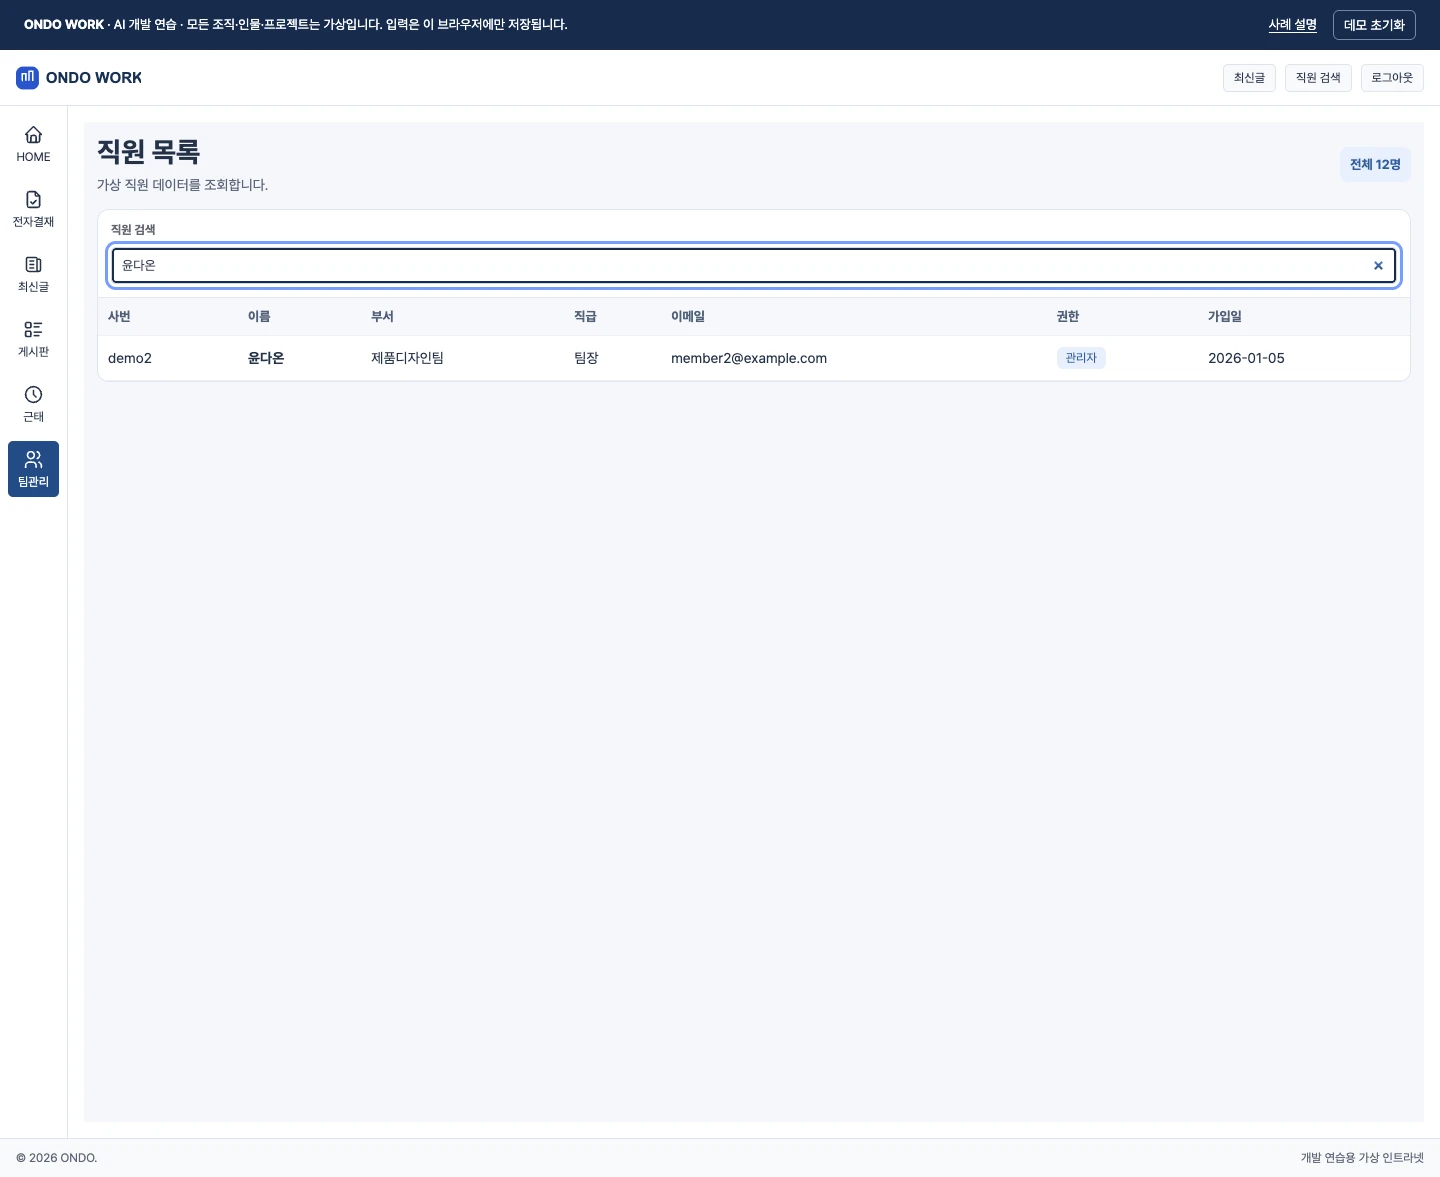 ONDO WORK · AI 개발 연습 · 모든 조직·인물·프로젝트는 가상입니다. 입력은 이 브라우저에만 저장됩니다.
사례 설명
데모 초기화
ONDO WORK
최신글
직원 검색
로그아웃
HOME
전자결재
최신글
게시판
근태
팀관리
직원 목록
가상 직원 데이터를 조회합니다.
전체 12명
직원 검색
윤다온
사번 이름 부서 직급 이메일 권한 가입일
demo2 윤다온 제품디자인팀 팀장 member2@example.com 관리자 2026-01-05
© 2026 ONDO.
개발 연습용 가상 인트라넷